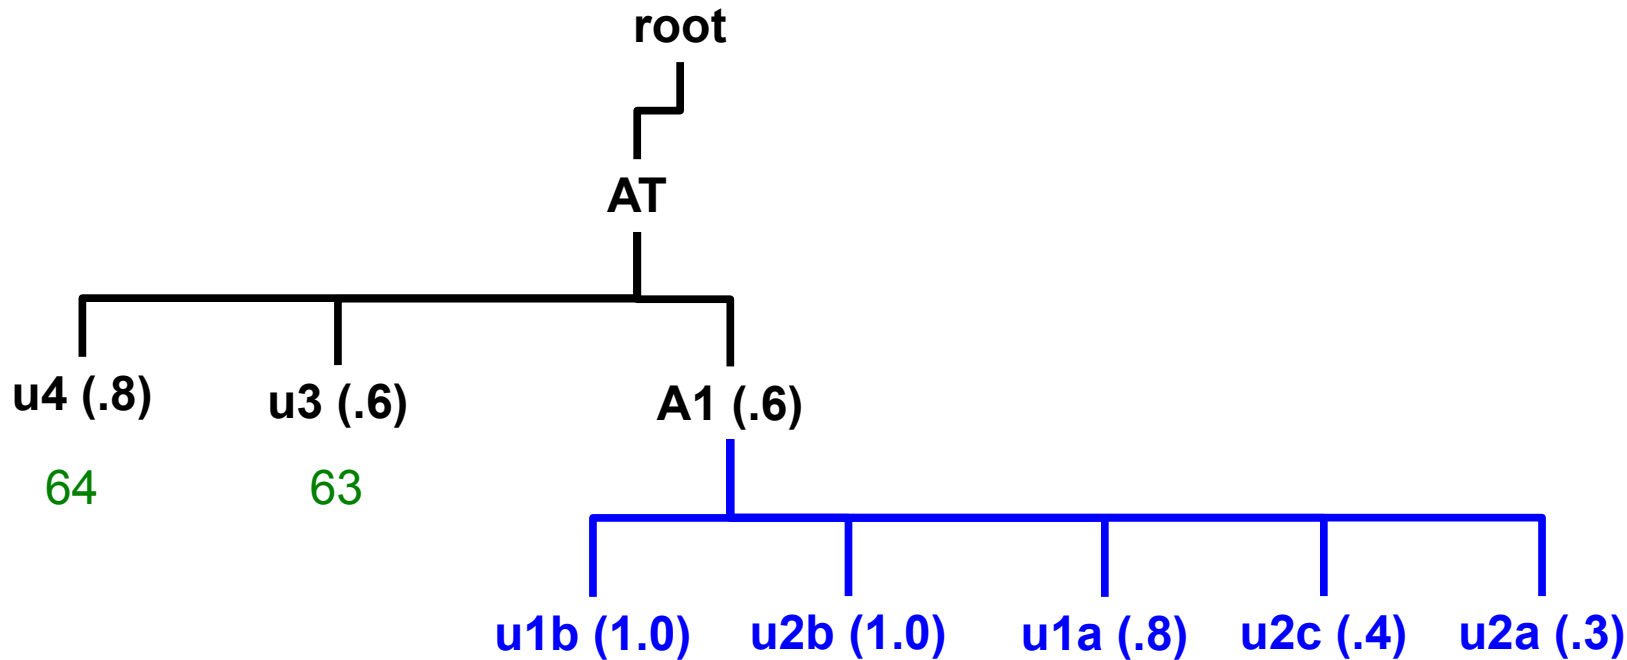 root
AT
u4 (.8)
u3 (.6)
A1 (.6)
64
63
u1b (1.0)
u2b (1.0)
u1a (.8)
u2c (.4)
u2a (.3)